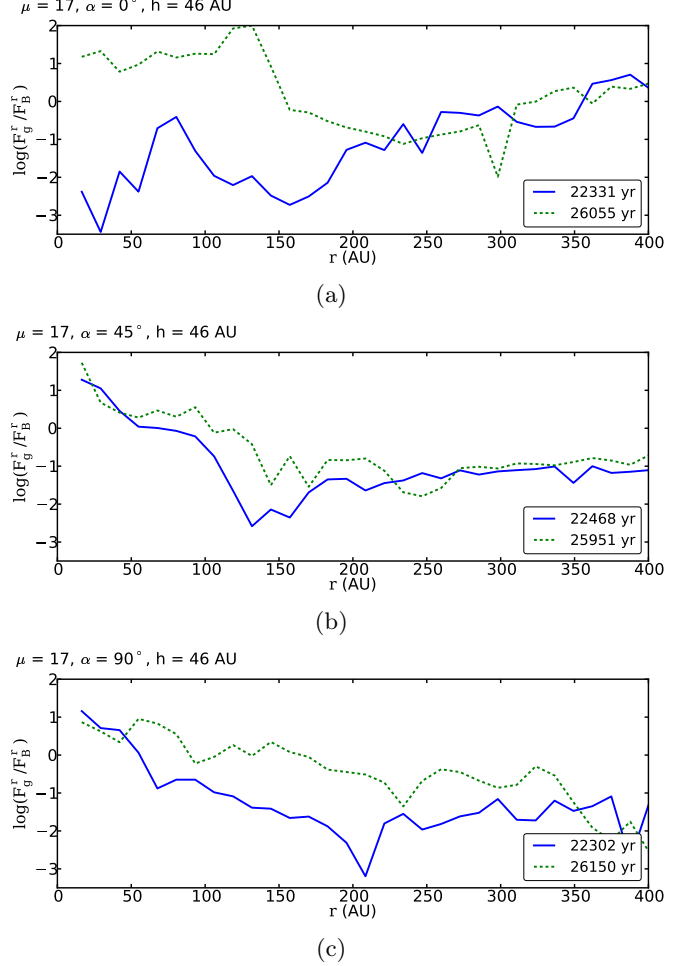 μ = 17, α = 0°, h = 46 AU
log(F_g^r/F_B^r)
2
1
0
−1
−2
−3
0 50 100 150 200 250 300 350 400
r (AU)
22331 yr
26055 yr
(a)
μ = 17, α = 45°, h = 46 AU
log(F_g^r/F_B^r)
2
1
0
−1
−2
−3
0 50 100 150 200 250 300 350 400
r (AU)
22468 yr
25951 yr
(b)
μ = 17, α = 90°, h = 46 AU
log(F_g^r/F_B^r)
2
1
0
−1
−2
−3
0 50 100 150 200 250 300 350 400
r (AU)
22302 yr
26150 yr
(c)